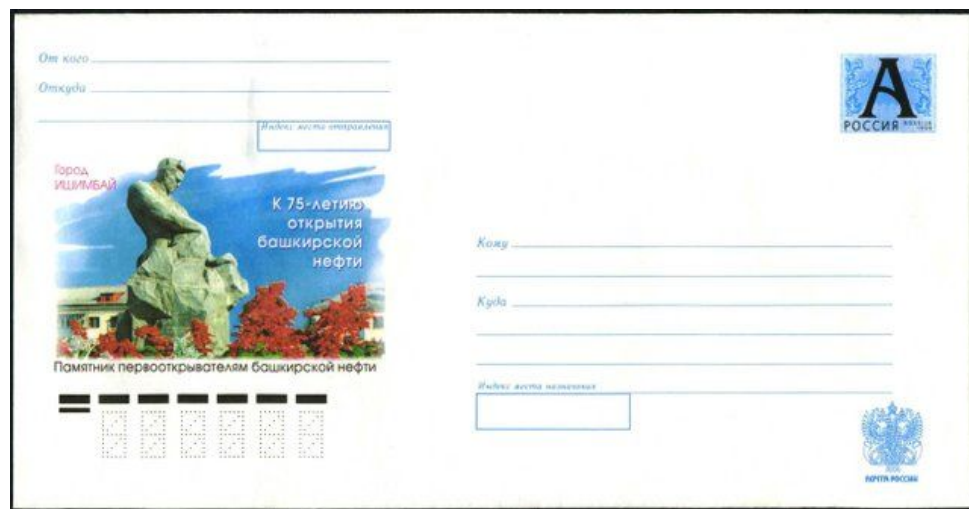 От кого
Откуда
Индекс места отправления
Город
ИШИМБАЙ
К 75-летию
открытия
башкирской
нефти
Памятник первооткрывателям башкирской нефти
А
РОССИЯ
Кому
Куда
Индекс места назначения
ПОЧТА РОССИИ